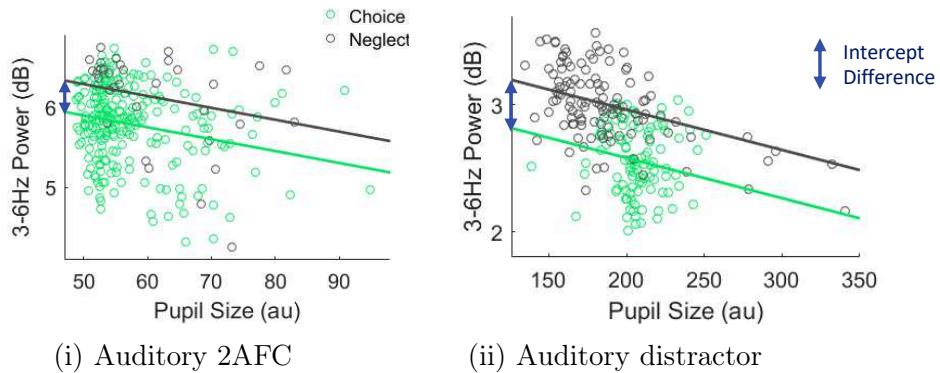 Choice
Neglect
3-6Hz Power (dB)
6
5
50 60 70 80 90
Pupil Size (au)
(i) Auditory 2AFC
3-6Hz Power (dB)
3
2
150 200 250 300 350
Pupil Size (au)
(ii) Auditory distractor
Intercept
Difference